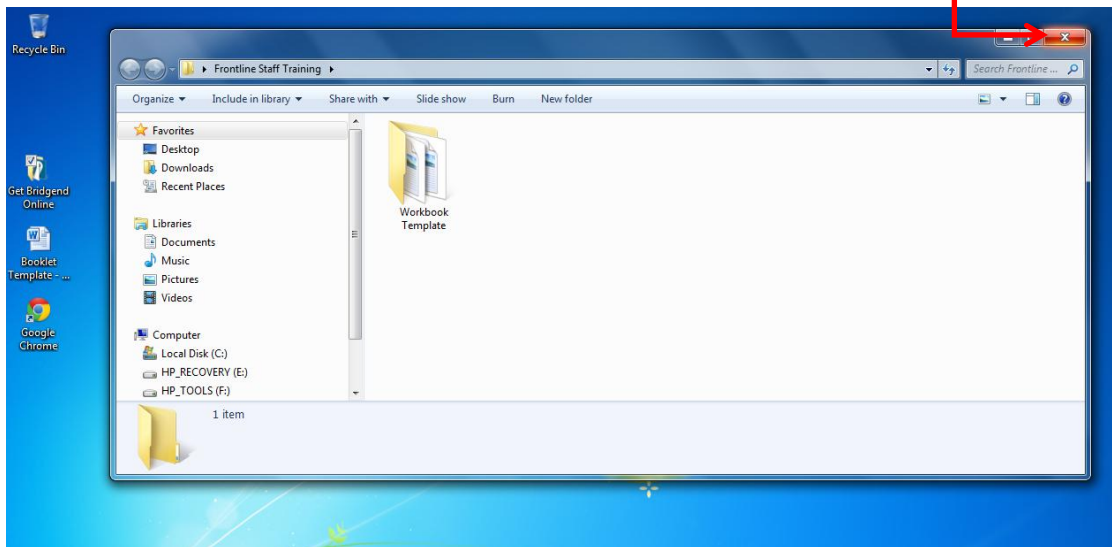 Recycle Bin
Get Bridgend
Online
Booklet
Template - ...
Google
Chrome
Frontline Staff Training
Search Frontline ...
Organize
Include in library
Share with
Slide show
Burn
New folder
Favorites
Desktop
Downloads
Recent Places
Libraries
Documents
Music
Pictures
Videos
Computer
Local Disk (C:)
HP_RECOVERY (E:)
HP_TOOLS (F:)
Workbook
Template
1 item